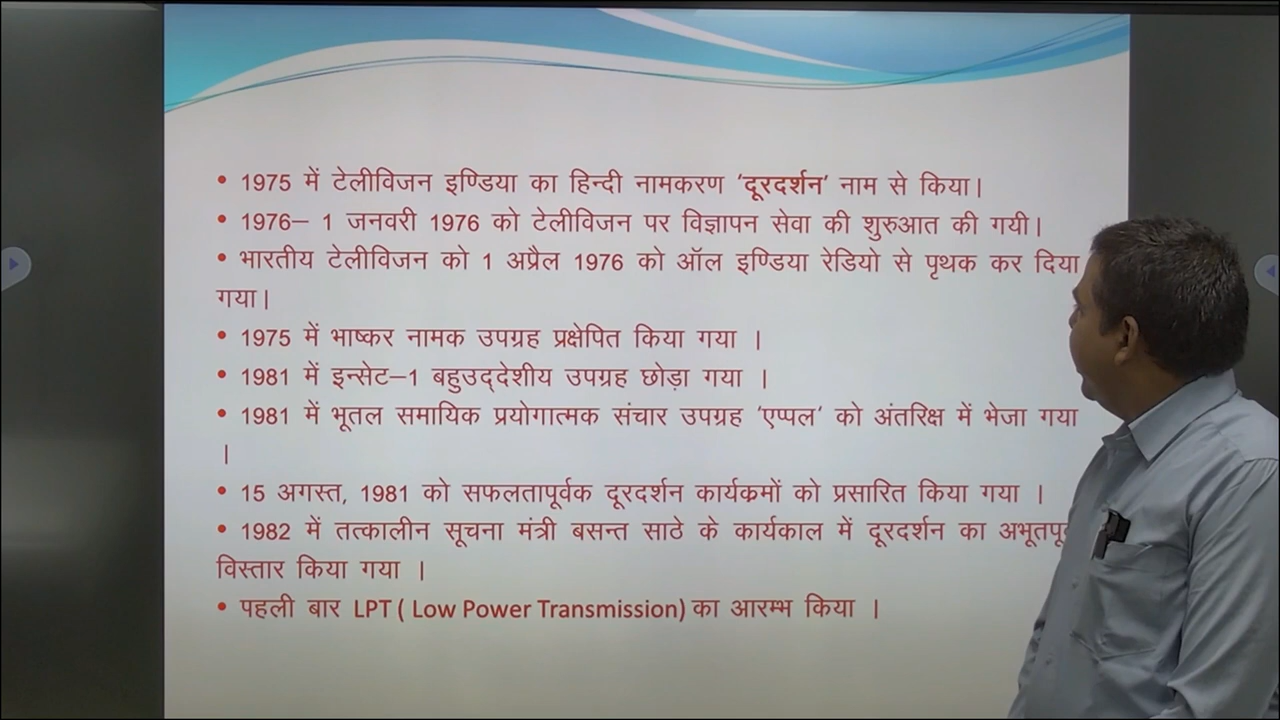 • 1975 में टेलीविजन इण्डिया का हिन्दी नामकरण 'दूरदर्शन' नाम से किया।
• 1976– 1 जनवरी 1976 को टेलीविजन पर विज्ञापन सेवा की शुरुआत की गयी।
• भारतीय टेलीविजन को 1 अप्रैल 1976 को ऑल इण्डिया रेडियो से पृथक कर दिया
गया।
• 1975 में भाष्कर नामक उपग्रह प्रक्षेपित किया गया ।
• 1981 में इन्सेट–1 बहुउद्देशीय उपग्रह छोड़ा गया ।
• 1981 में भूतल समायिक प्रयोगात्मक संचार उपग्रह 'एप्पल' को अंतरिक्ष में भेजा गया
।
• 15 अगस्त, 1981 को सफलतापूर्वक दूरदर्शन कार्यक्रमों को प्रसारित किया गया ।
• 1982 में तत्कालीन सूचना मंत्री बसन्त साठे के कार्यकाल में दूरदर्शन का
विस्तार किया गया ।
• पहली बार LPT ( Low Power Transmission) का आरम्भ किया ।